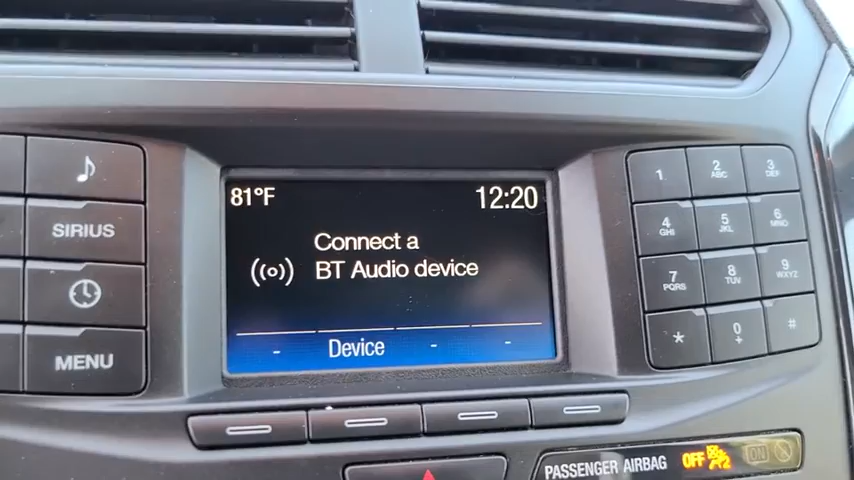 81°F
12:20
Connect a
BT Audio device
Device
SIRIUS
MENU
1
2 ABC
3 DEF
4 GHI
5 JKL
6 MNO
7 PQRS
8 TUV
9 WXYZ
*
0 +
#
PASSENGER AIRBAG OFF 2 ON